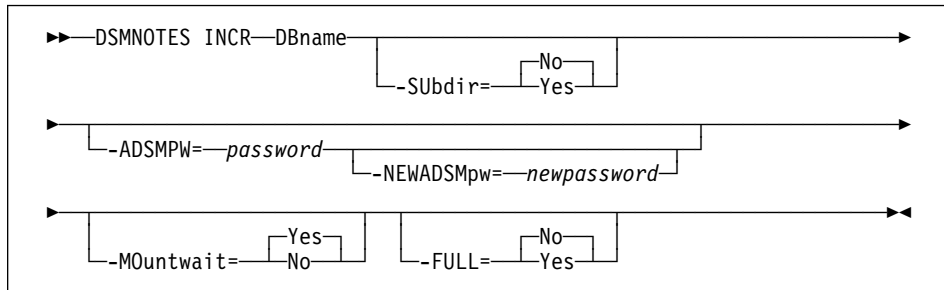 DSMNOTES INCR DBname
No
-SUbdir= Yes
-ADSMPW= password
-NEWADSMpw= newpassword
Yes No
-MOuntwait= No -FULL= Yes